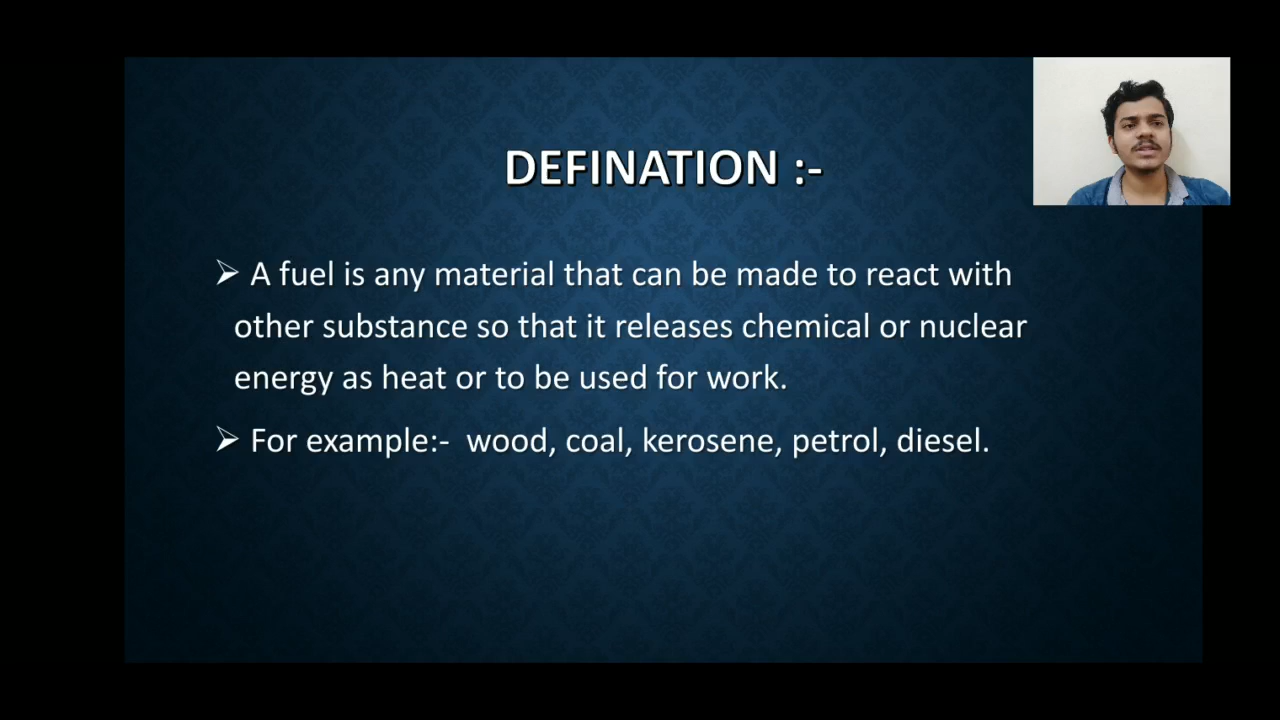 DEFINATION :-
➢ A fuel is any material that can be made to react with
other substance so that it releases chemical or nuclear
energy as heat or to be used for work.
➢ For example:- wood, coal, kerosene, petrol, diesel.